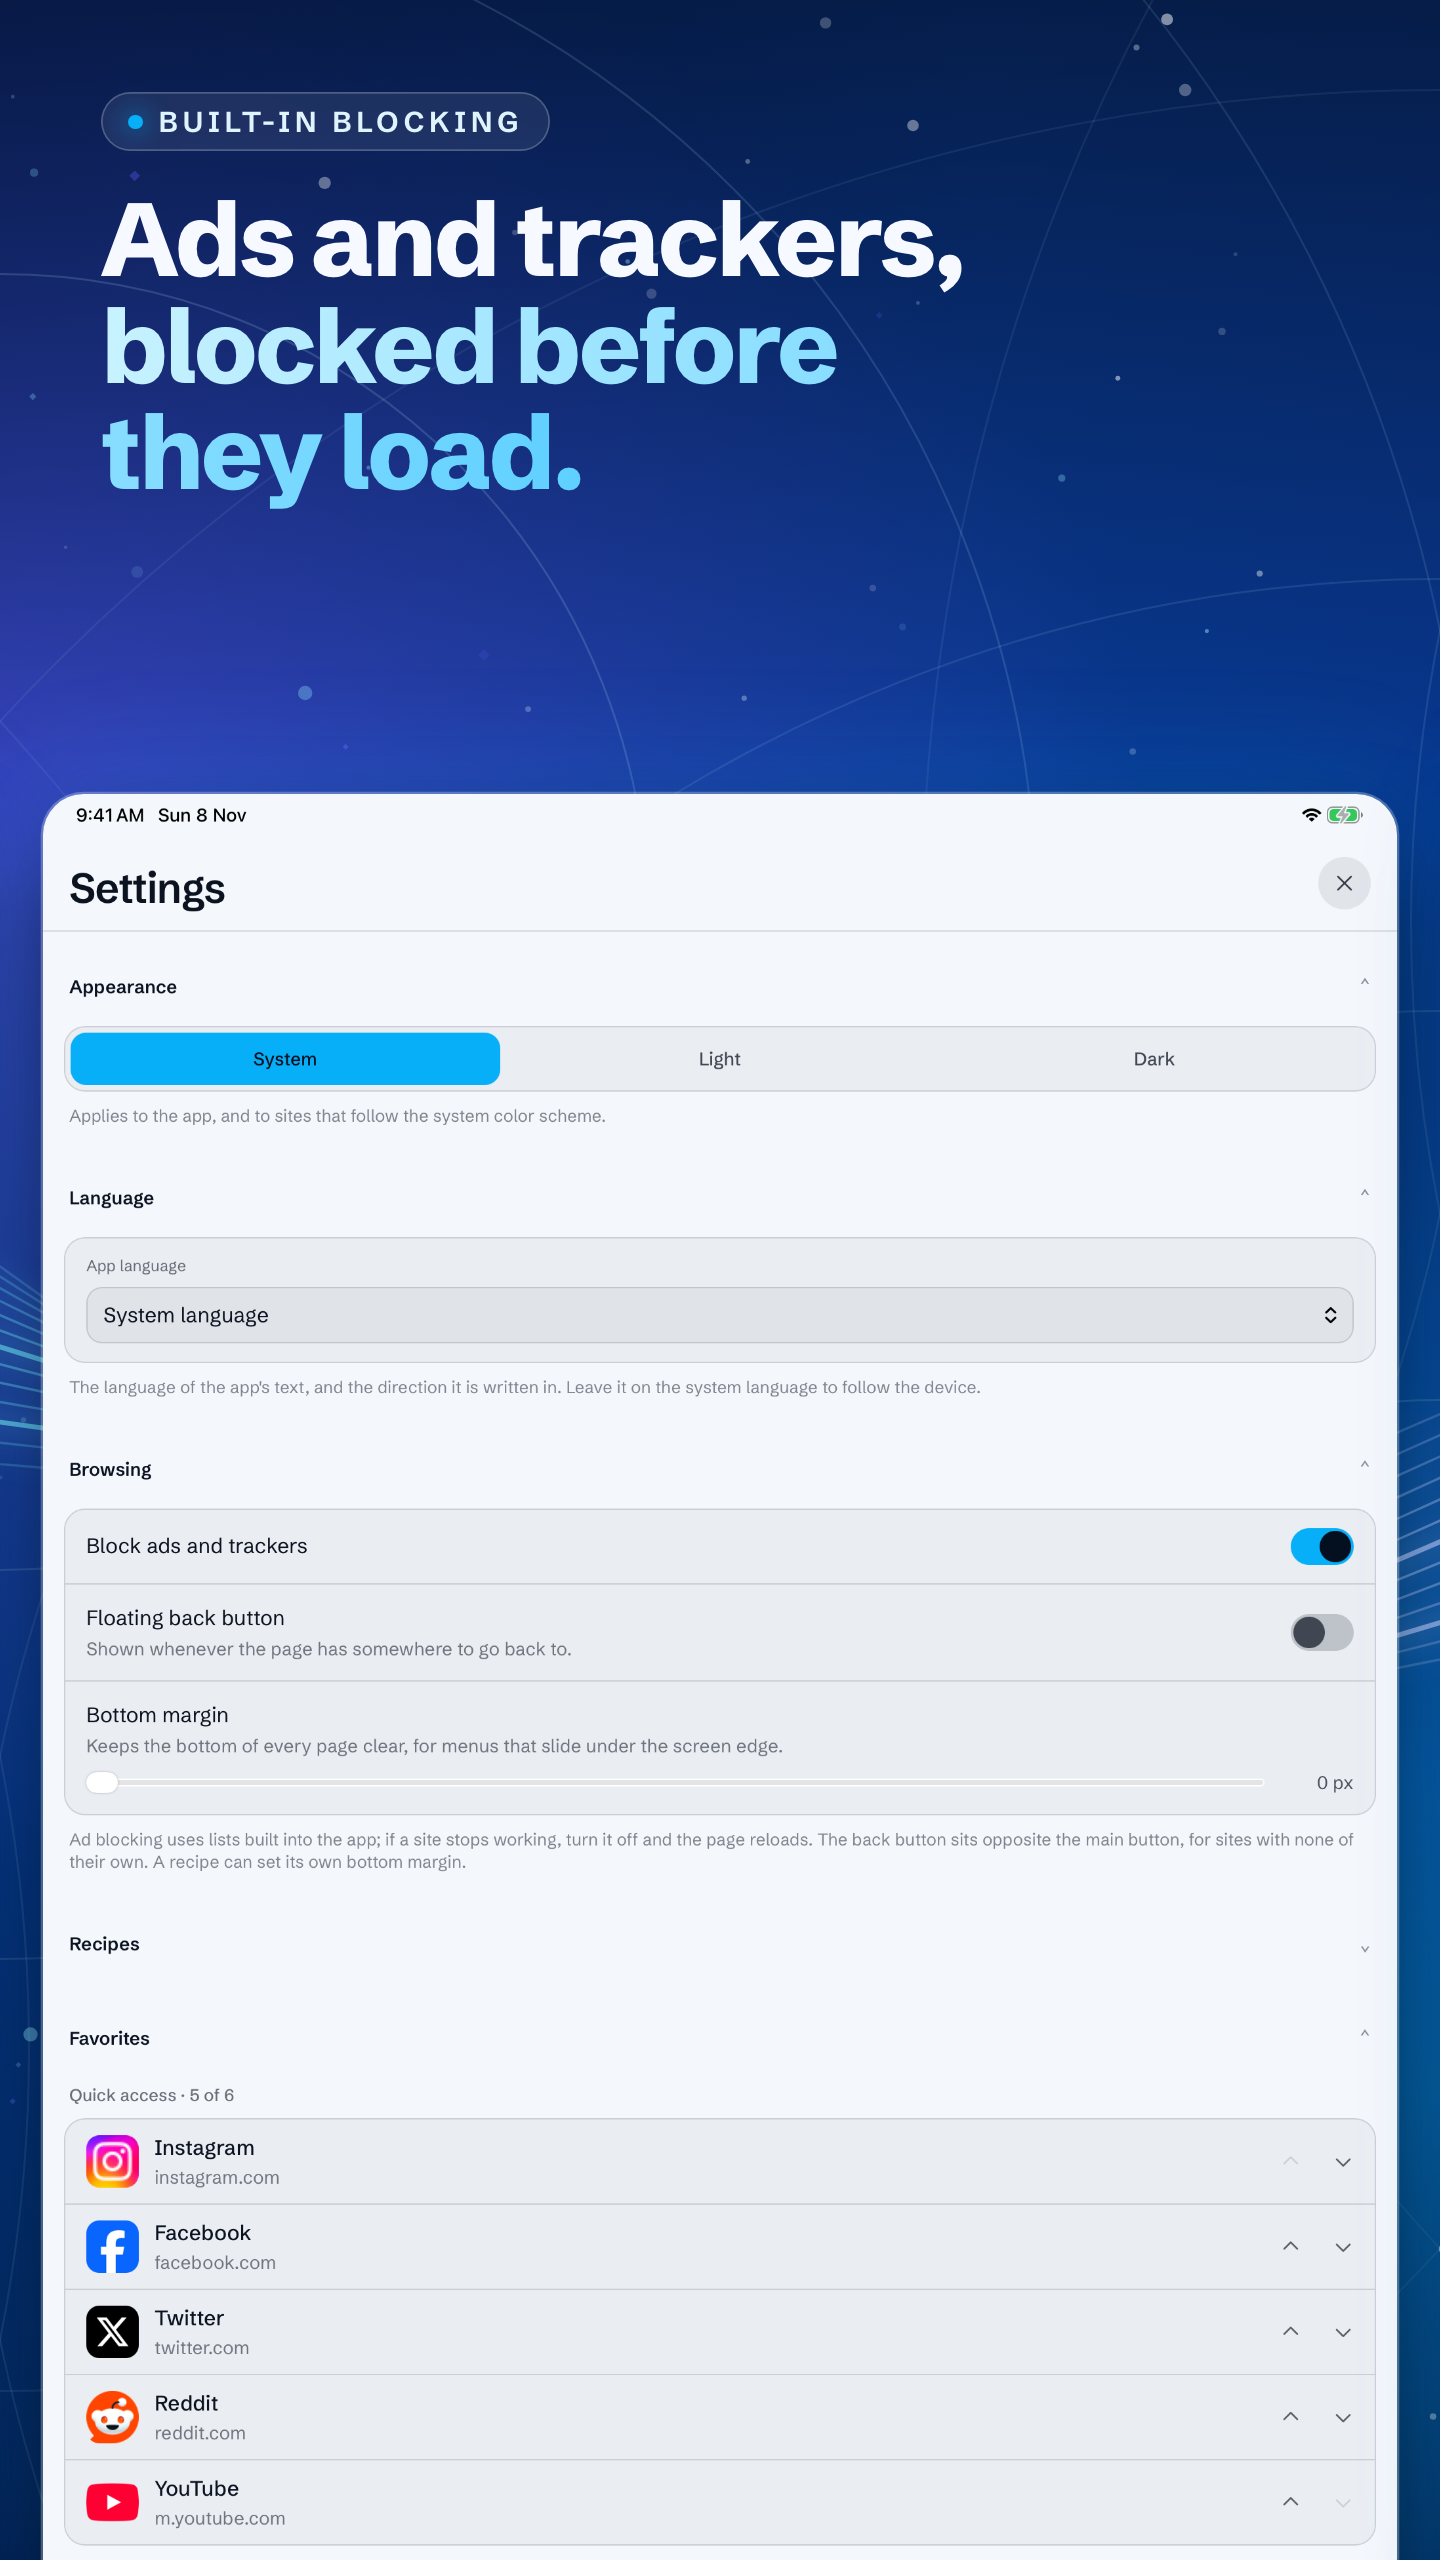 BUILT-IN BLOCKING
Ads and trackers,
blocked before
they load.
9:41 AM Sun 8 Nov
Settings
Appearance
System Light Dark
Applies to the app, and to sites that follow the system color scheme.
Language
App language
System language
The language of the app's text, and the direction it is written in. Leave it on the system language to follow the device.
Browsing
Block ads and trackers
Floating back button
Shown whenever the page has somewhere to go back to.
Bottom margin
Keeps the bottom of every page clear, for menus that slide under the screen edge.
0 px
Ad blocking uses lists built into the app; if a site stops working, turn it off and the page reloads. The back button sits opposite the main button, for sites with none of
their own. A recipe can set its own bottom margin.
Recipes
Favorites
Quick access · 5 of 6
Instagram
instagram.com
Facebook
facebook.com
Twitter
twitter.com
Reddit
reddit.com
YouTube
m.youtube.com